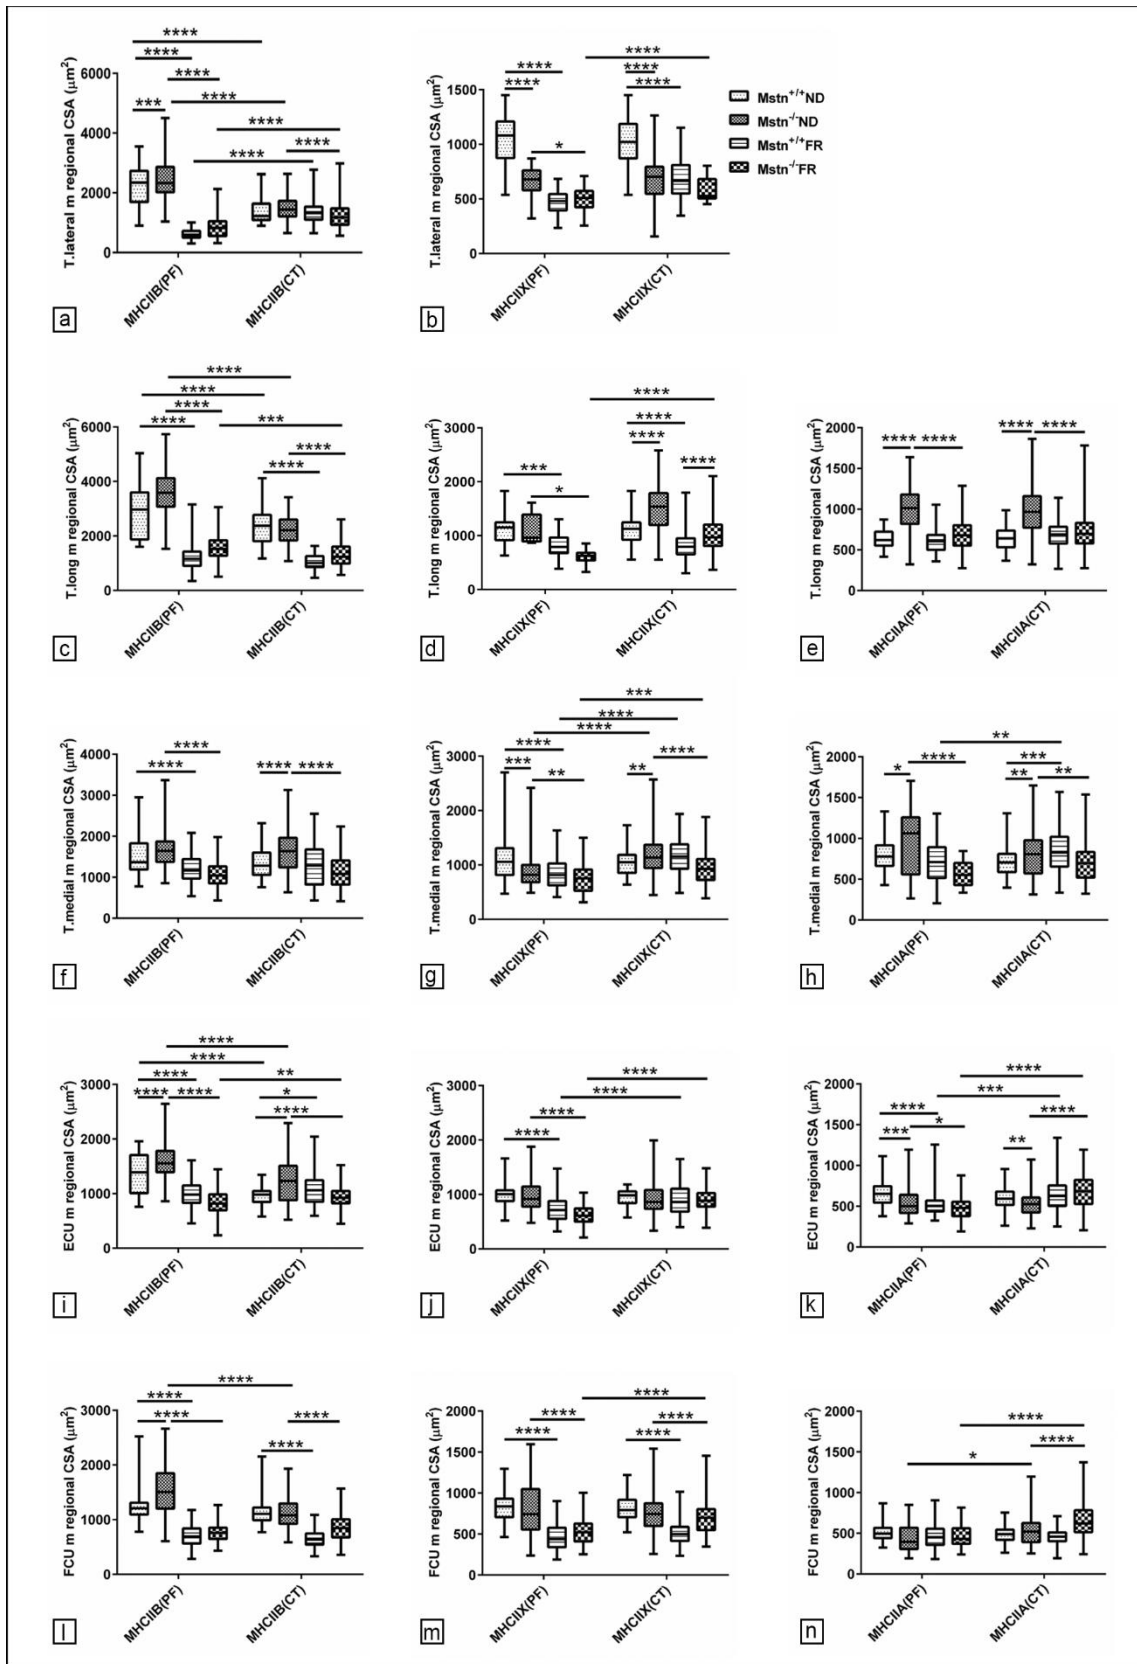 T.lateral m regional CSA (µm²)
6000
4000
2000
0
****
****
****
***
****
****
****
****
MHCIIB(PF)
MHCIIB(CT)
a
T.lateral m regional CSA (µm²)
1500
1000
500
0
****
****
****
****
****
*
MHCIIX(PF)
MHCIIX(CT)
b
Mstn⁺/⁺ND
Mstn⁻/⁻ND
Mstn⁺/⁺FR
Mstn⁻/⁻FR
T.long m regional CSA (µm²)
6000
4000
2000
0
****
****
****
****
***
****
****
MHCIIB(PF)
MHCIIB(CT)
c
T.long m regional CSA (µm²)
3000
2000
1000
0
****
****
****
***
****
*
MHCIIX(PF)
MHCIIX(CT)
d
T.long m regional CSA (µm²)
2000
1500
1000
500
0
****
****
****
****
MHCIIA(PF)
MHCIIA(CT)
e
T.medial m regional CSA (µm²)
4000
3000
2000
1000
0
****
****
****
****
MHCIIB(PF)
MHCIIB(CT)
f
T.medial m regional CSA (µm²)
3000
2000
1000
0
***
****
****
****
***
**
**
****
MHCIIX(PF)
MHCIIX(CT)
g
T.medial m regional CSA (µm²)
2000
1500
1000
500
0
**
*
****
***
**
**
MHCIIA(PF)
MHCIIA(CT)
h
ECU m regional CSA (µm²)
3000
2000
1000
0
****
****
****
**
****
****
*
****
MHCIIB(PF)
MHCIIB(CT)
i
ECU m regional CSA (µm²)
3000
2000
1000
0
****
****
****
****
MHCIIX(PF)
MHCIIX(CT)
j
ECU m regional CSA (µm²)
2000
1500
1000
500
0
****
***
****
***
*
**
****
MHCIIA(PF)
MHCIIA(CT)
k
FCU m regional CSA (µm²)
3000
2000
1000
0
****
****
****
****
****
MHCIIB(PF)
MHCIIB(CT)
l
FCU m regional CSA (µm²)
2000
1500
1000
500
0
****
****
****
****
****
MHCIIX(PF)
MHCIIX(CT)
m
FCU m regional CSA (µm²)
2000
1500
1000
500
0
****
****
*
MHCIIA(PF)
MHCIIA(CT)
n